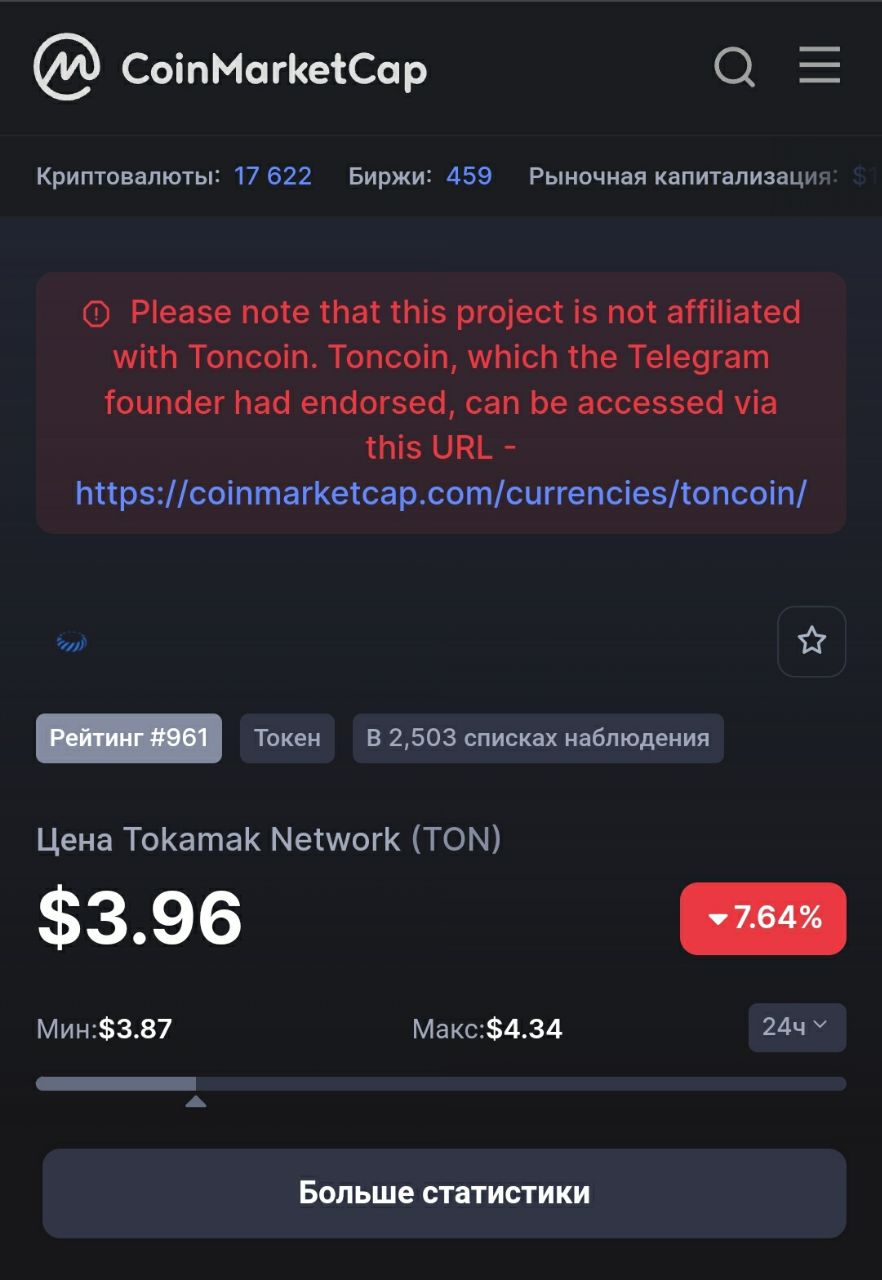 CoinMarketCap
Криптовалюты: 17 622 Биржи: 459 Рыночная капитализация: $1
Please note that this project is not affiliated
with Toncoin. Toncoin, which the Telegram
founder had endorsed, can be accessed via
this URL -
https://coinmarketcap.com/currencies/toncoin/
Рейтинг #961 Токен В 2,503 списках наблюдения
Цена Tokamak Network (TON)
$3.96 7.64%
Мин:$3.87 Макс:$4.34 24ч
Больше статистики